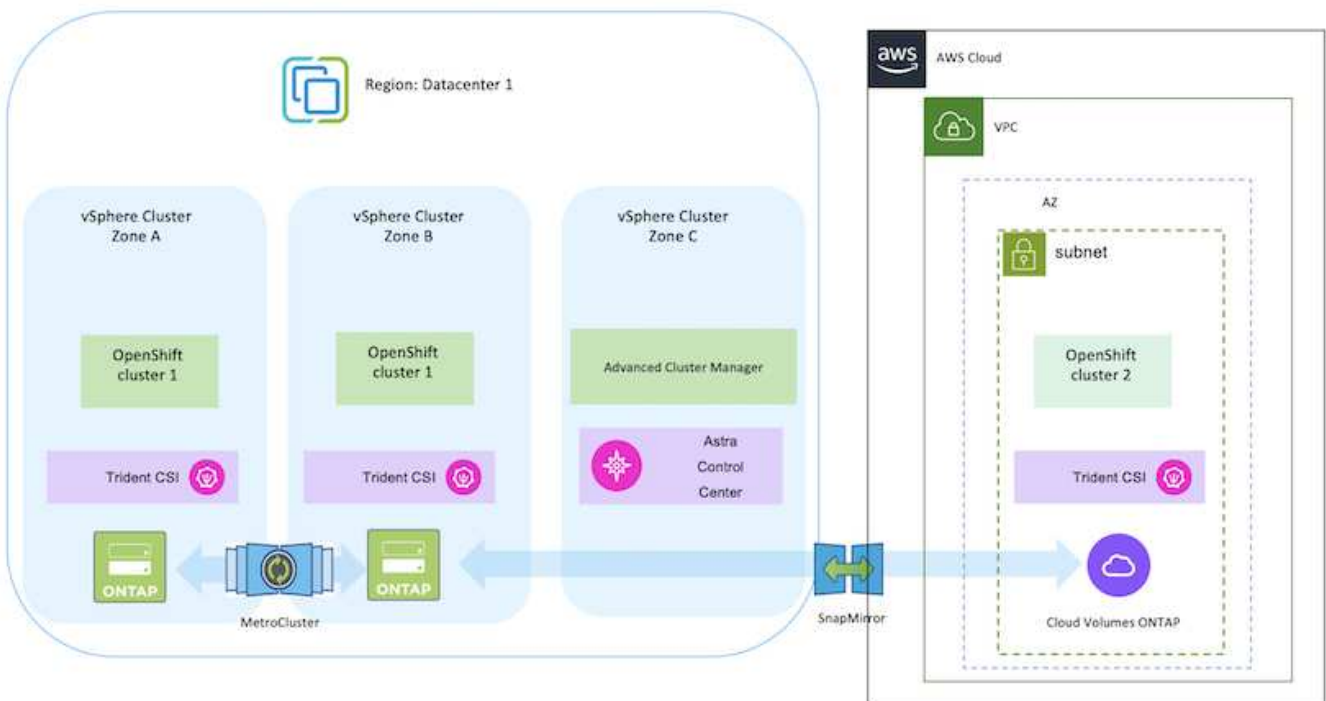 Region: Datacenter 1
aws
AWS Cloud
VPC
AZ
subnet
vSphere Cluster
Zone A
vSphere Cluster
Zone B
vSphere Cluster
Zone C
OpenShift
cluster 1
OpenShift
cluster 1
Advanced Cluster Manager
OpenShift
cluster 2
Trident CSI
Trident CSI
Astra
Control
Center
Trident CSI
ONTAP
ONTAP
MetroCluster
SnapMirror
Cloud Volumes ONTAP